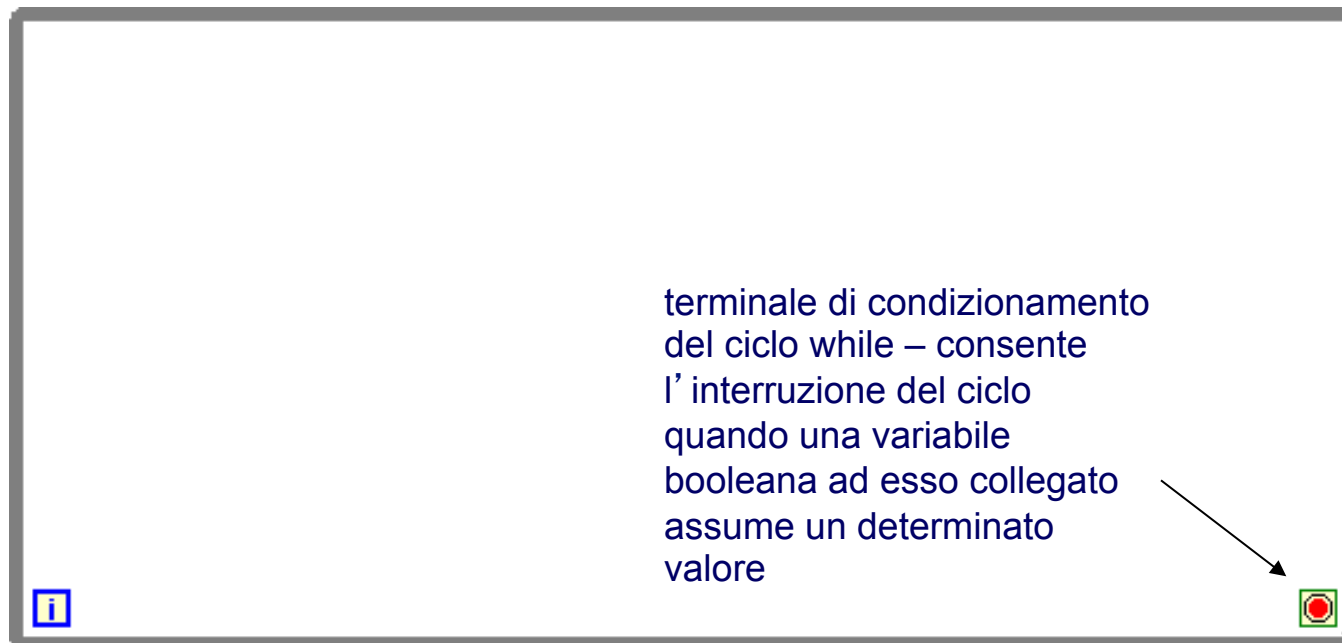 terminale di condizionamento
del ciclo while – consente
l’interruzione del ciclo
quando una variabile
booleana ad esso collegato
assume un determinato
valore
i